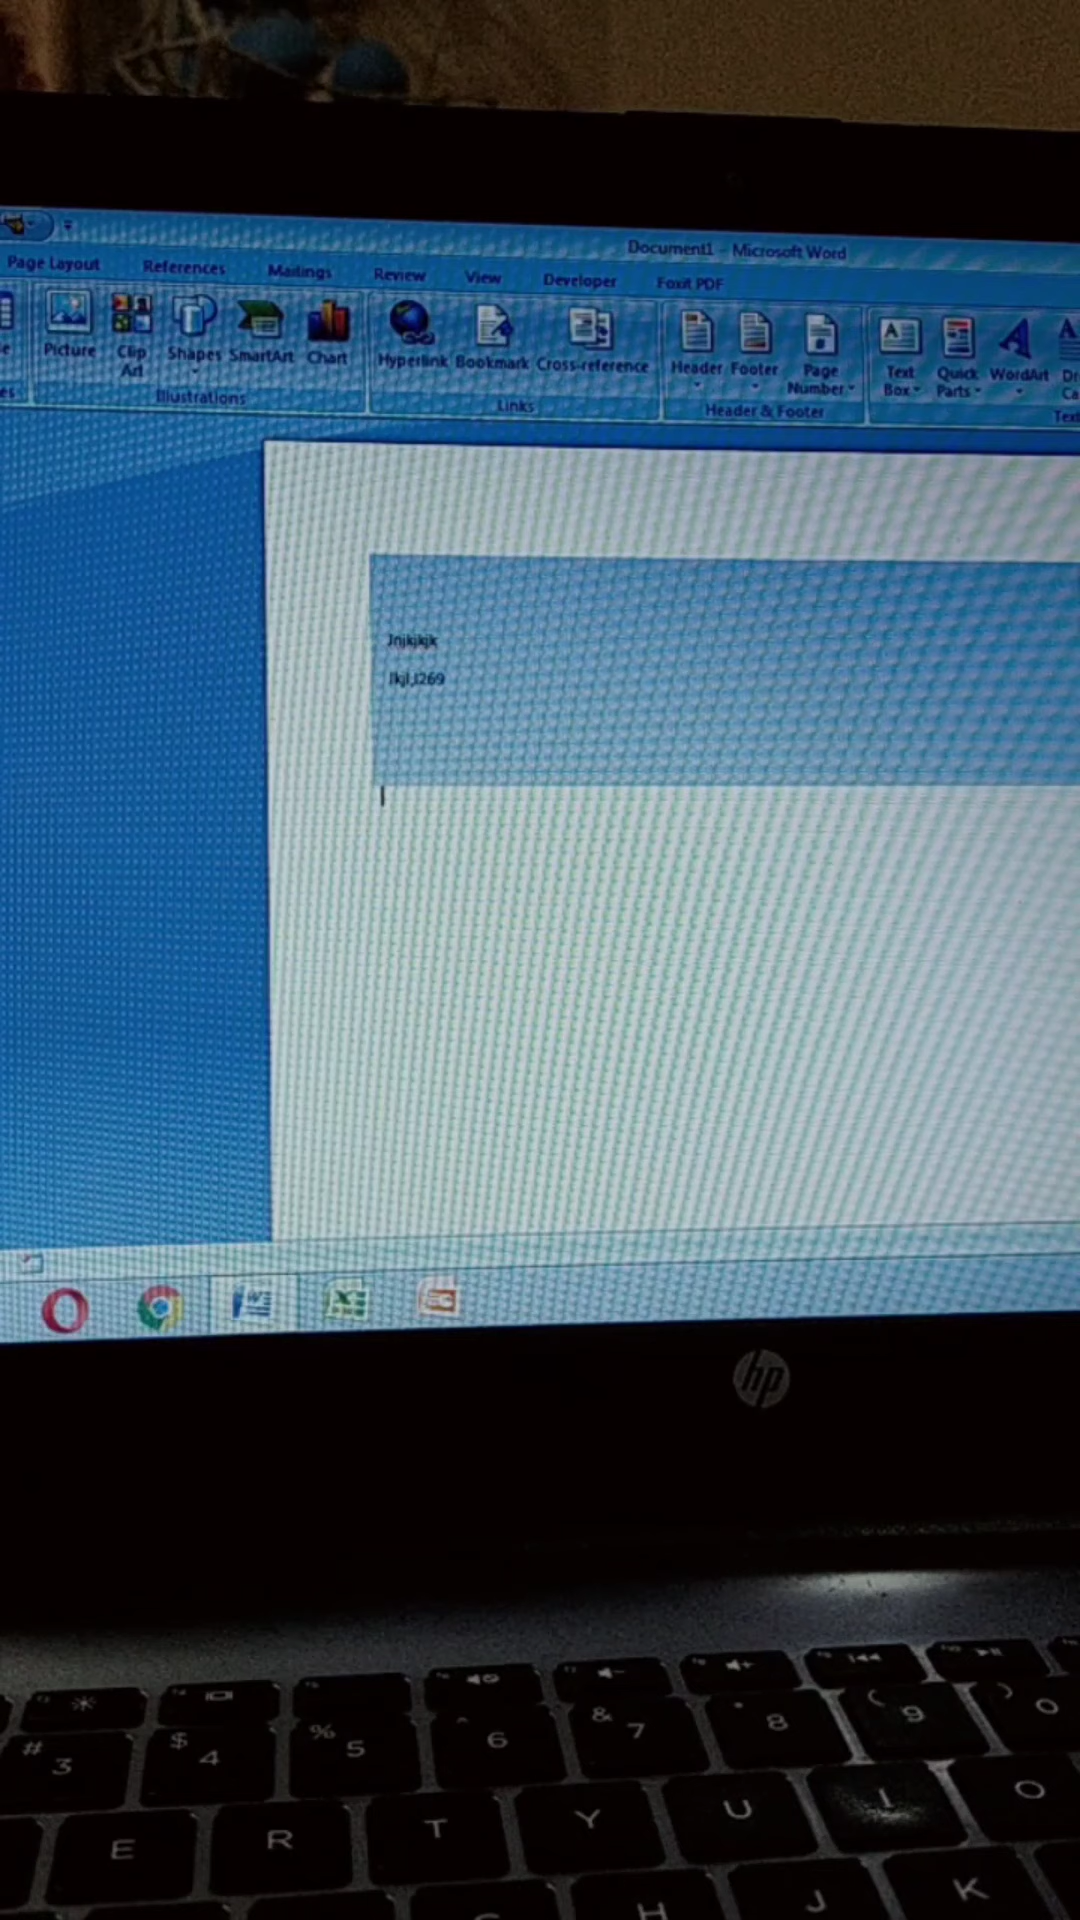 Document1 - Microsoft Word
Page Layout References Mailings Review View Developer Foxit PDF
Picture Clip Art Shapes SmartArt Chart Hyperlink Bookmark Cross-reference Header Footer Page Number Text Box Quick Parts WordArt
Illustrations Links Header & Footer
Jnjkjkjk
hp
# 3 $ 4 % 5 ^ 6 & 7 * 8 ( 9 ) 0
E R T Y U I O
H J K